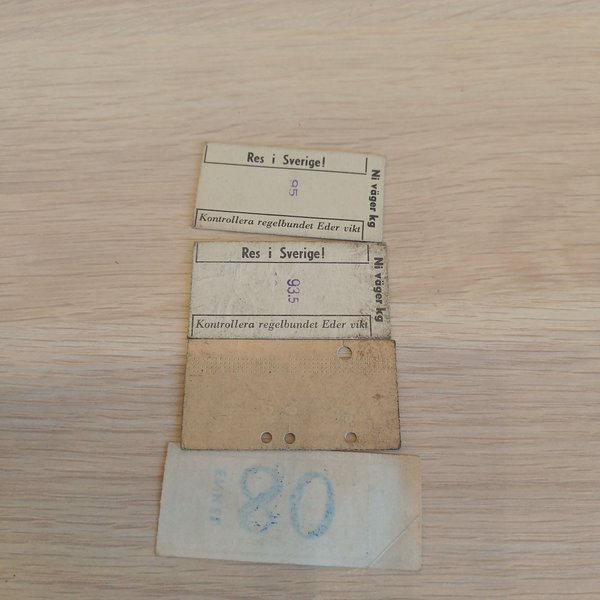 Res i Sverige!
95
Ni väger kg
Kontrollera regelbundet Eder vikt
Res i Sverige!
93,5
Ni väger kg
Kontrollera regelbundet Eder vikt
80